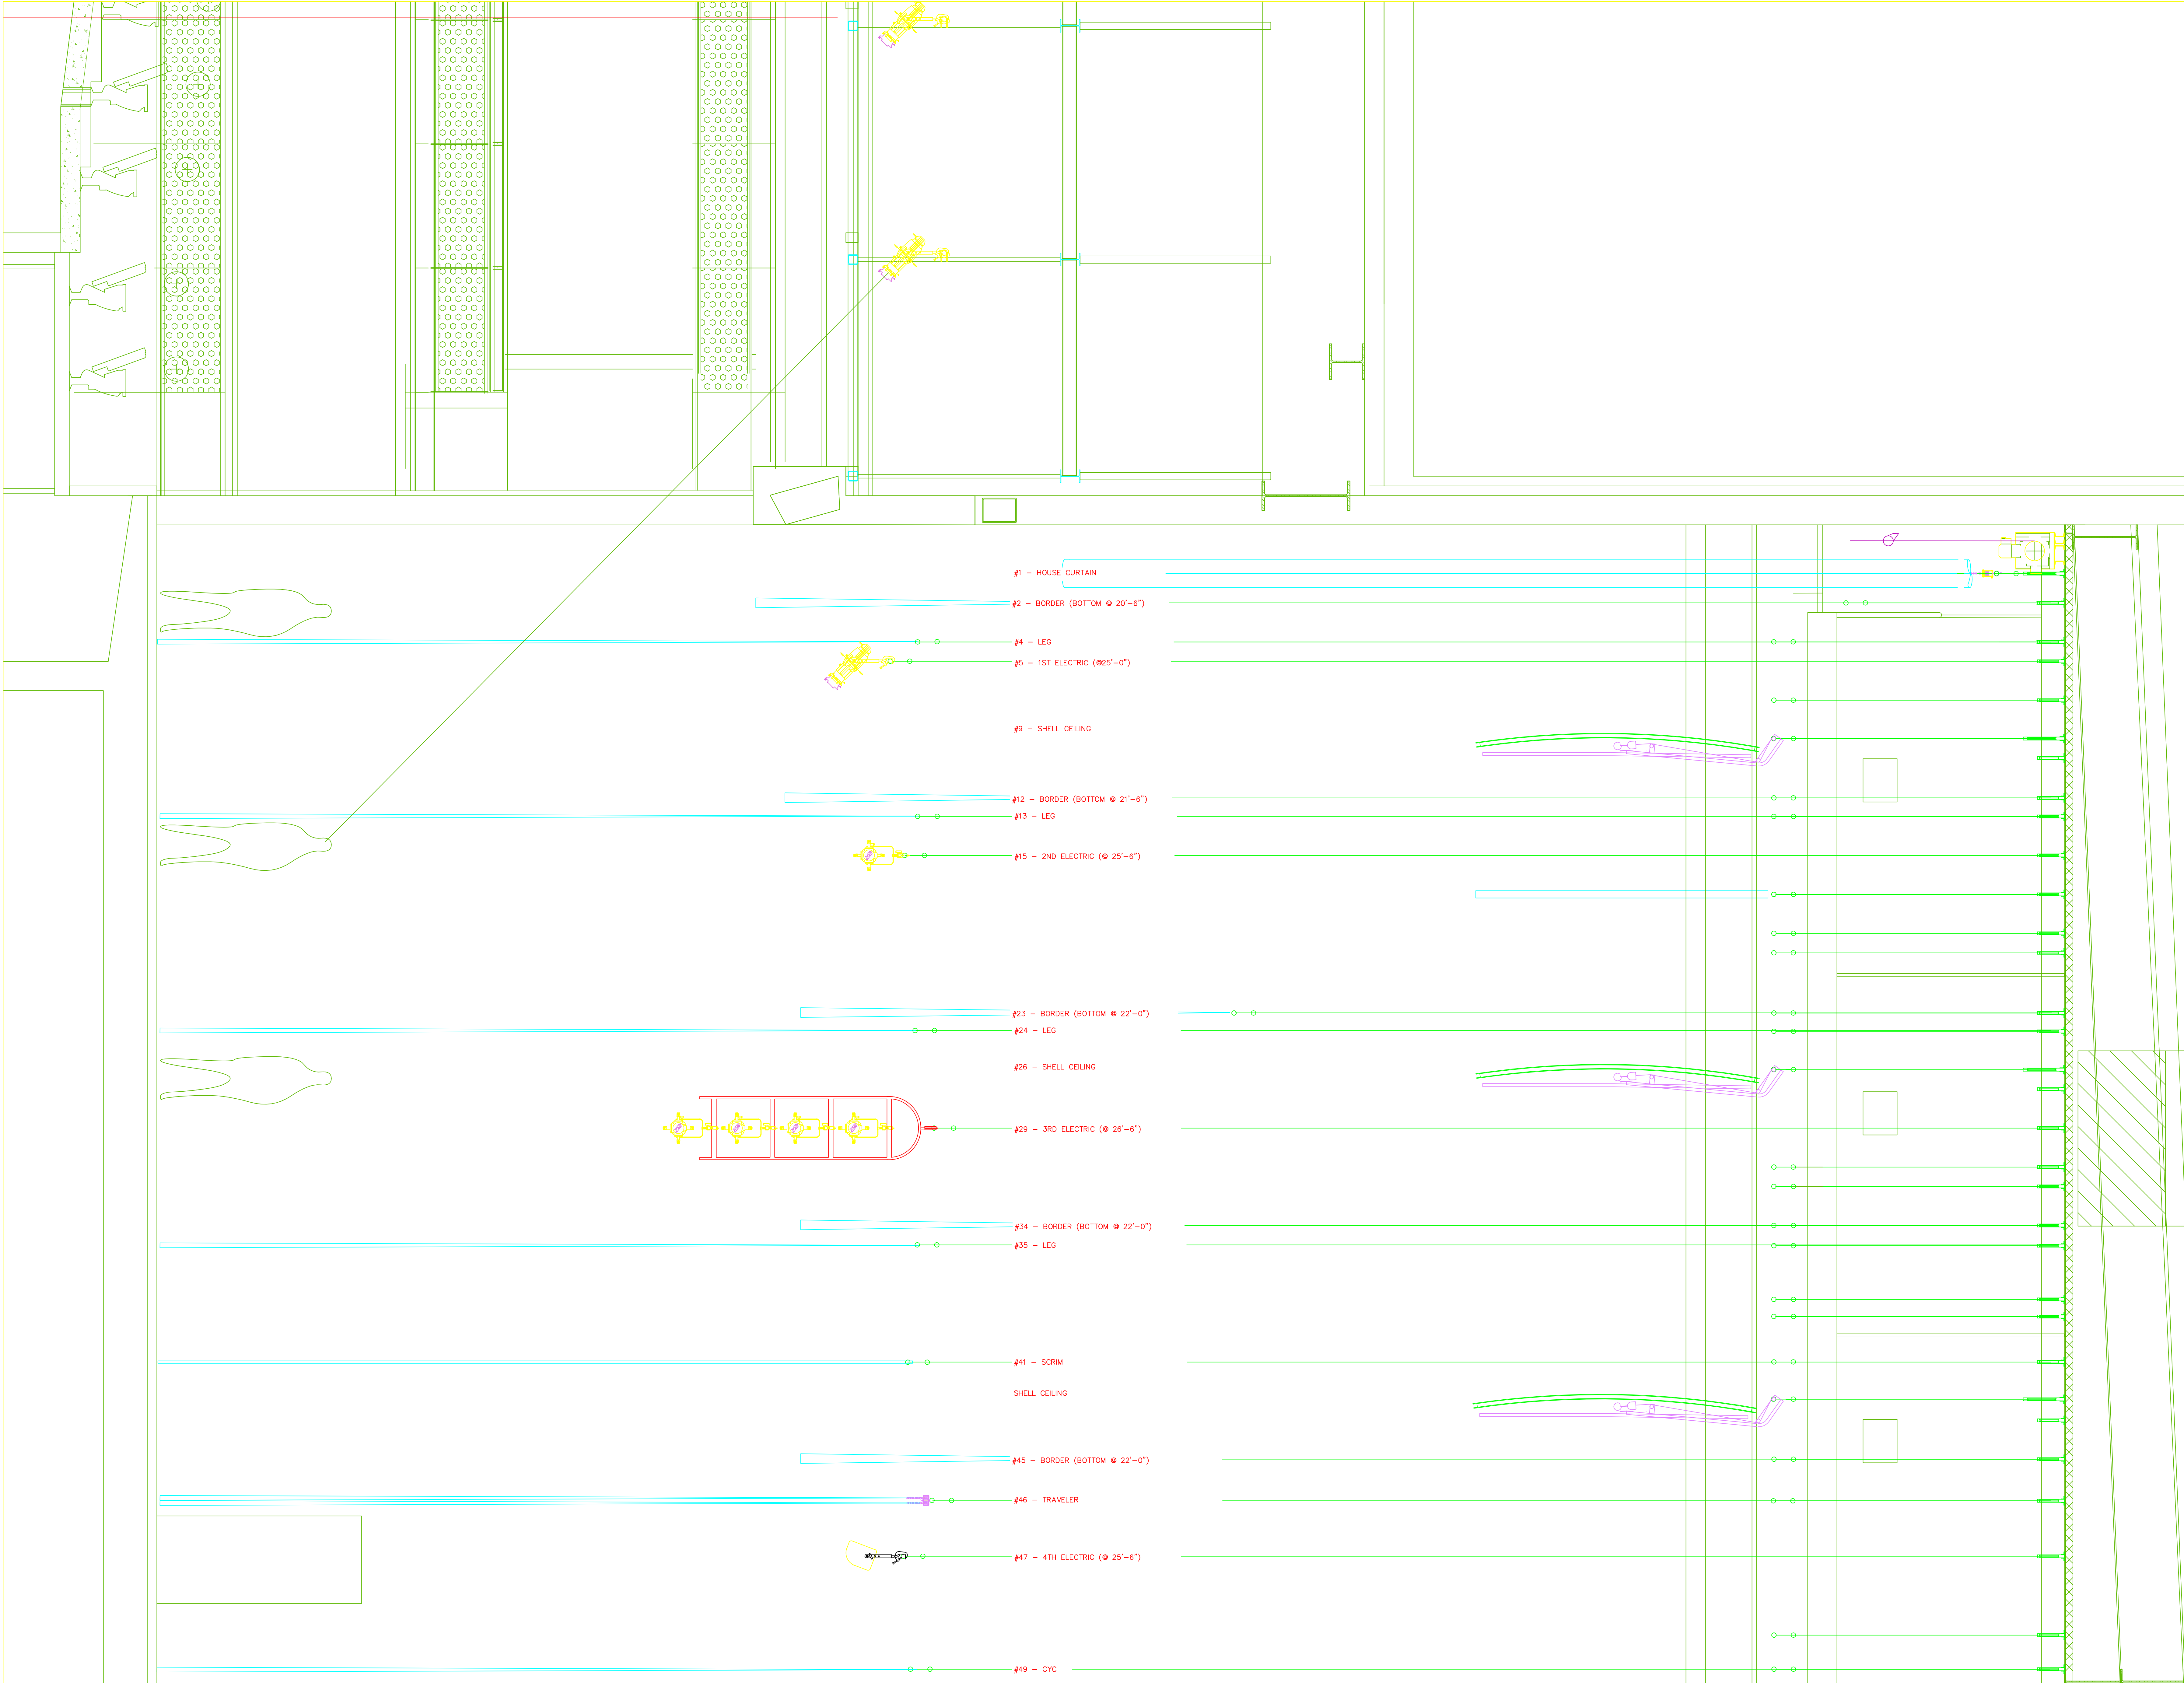 #1 – HOUSE CURTAIN
#2 – BORDER (BOTTOM @ 20'–6")
#4 – LEG
#5 – 1ST ELECTRIC (@25'–0")
#9 – SHELL CEILING
#12 – BORDER (BOTTOM @ 21'–6")
#13 – LEG
#15 – 2ND ELECTRIC (@ 25'–6")
#23 – BORDER (BOTTOM @ 22'–0")
#24 – LEG
#26 – SHELL CEILING
#29 – 3RD ELECTRIC (@ 26'–6")
#34 – BORDER (BOTTOM @ 22'–0")
#35 – LEG
#41 – SCRIM
SHELL CEILING
#45 – BORDER (BOTTOM @ 22'–0")
#46 – TRAVELER
#47 – 4TH ELECTRIC (@ 25'–6")
#49 – CYC